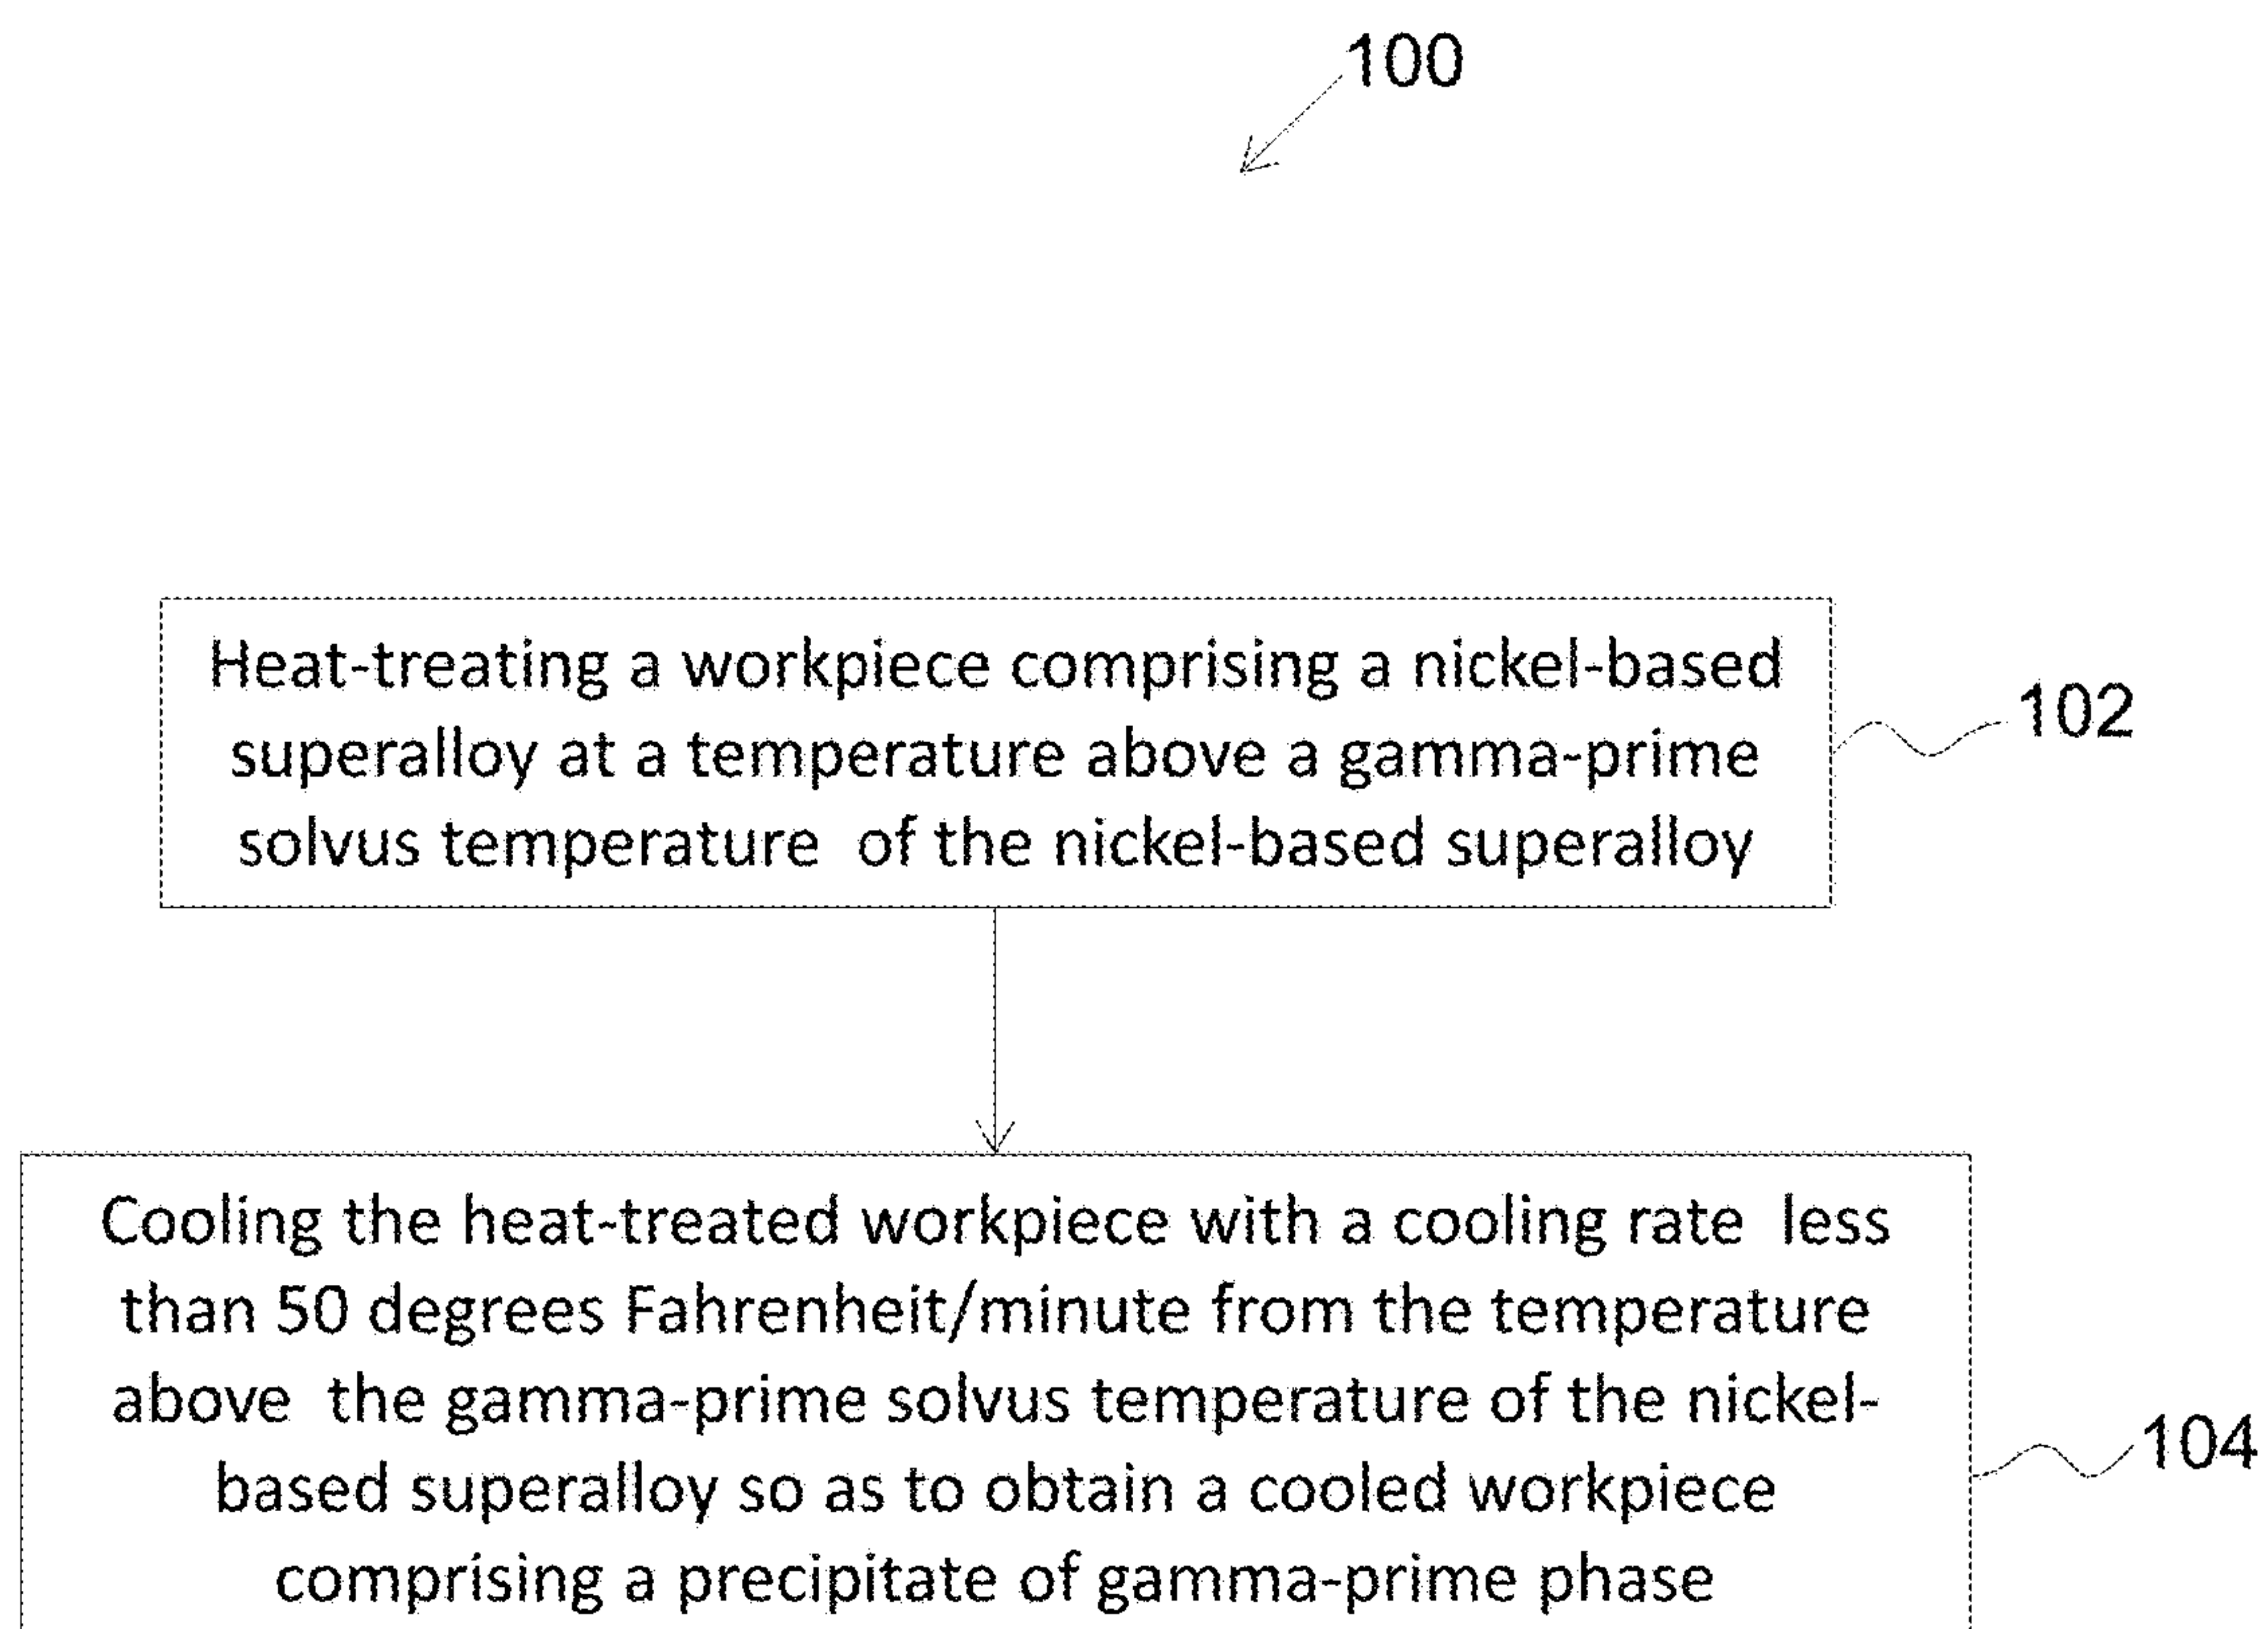 100
Heat-treating a workpiece comprising a nickel-based
superalloy at a temperature above a gamma-prime
solvus temperature of the nickel-based superalloy
102
Cooling the heat-treated workpiece with a cooling rate less
than 50 degrees Fahrenheit/minute from the temperature
above the gamma-prime solvus temperature of the nickel-
based superalloy so as to obtain a cooled workpiece
comprising a precipitate of gamma-prime phase
104